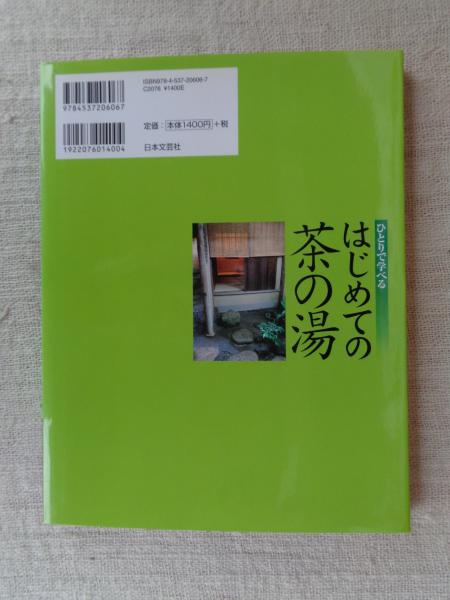 ISBN978-4-537-20606-7
C2076 ¥1400E
9784537206067
定価：本体1400円＋税
1922076014004
日本文芸社
ひとりで学べる
はじめての
茶の湯